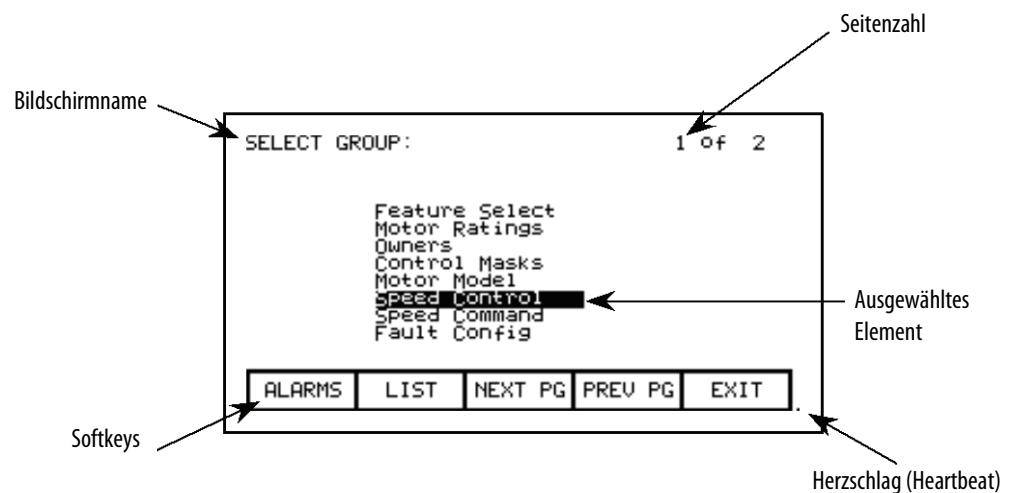 Seitenzahl
Bildschirmname
SELECT GROUP: 1 of 2
Feature Select
Motor Ratings
Owners
Control Masks
Motor Model
Speed Control
Speed Command
Fault Config
Ausgewähltes
Element
ALARMS LIST NEXT PG PREV PG EXIT
Softkeys
Herzschlag (Heartbeat)